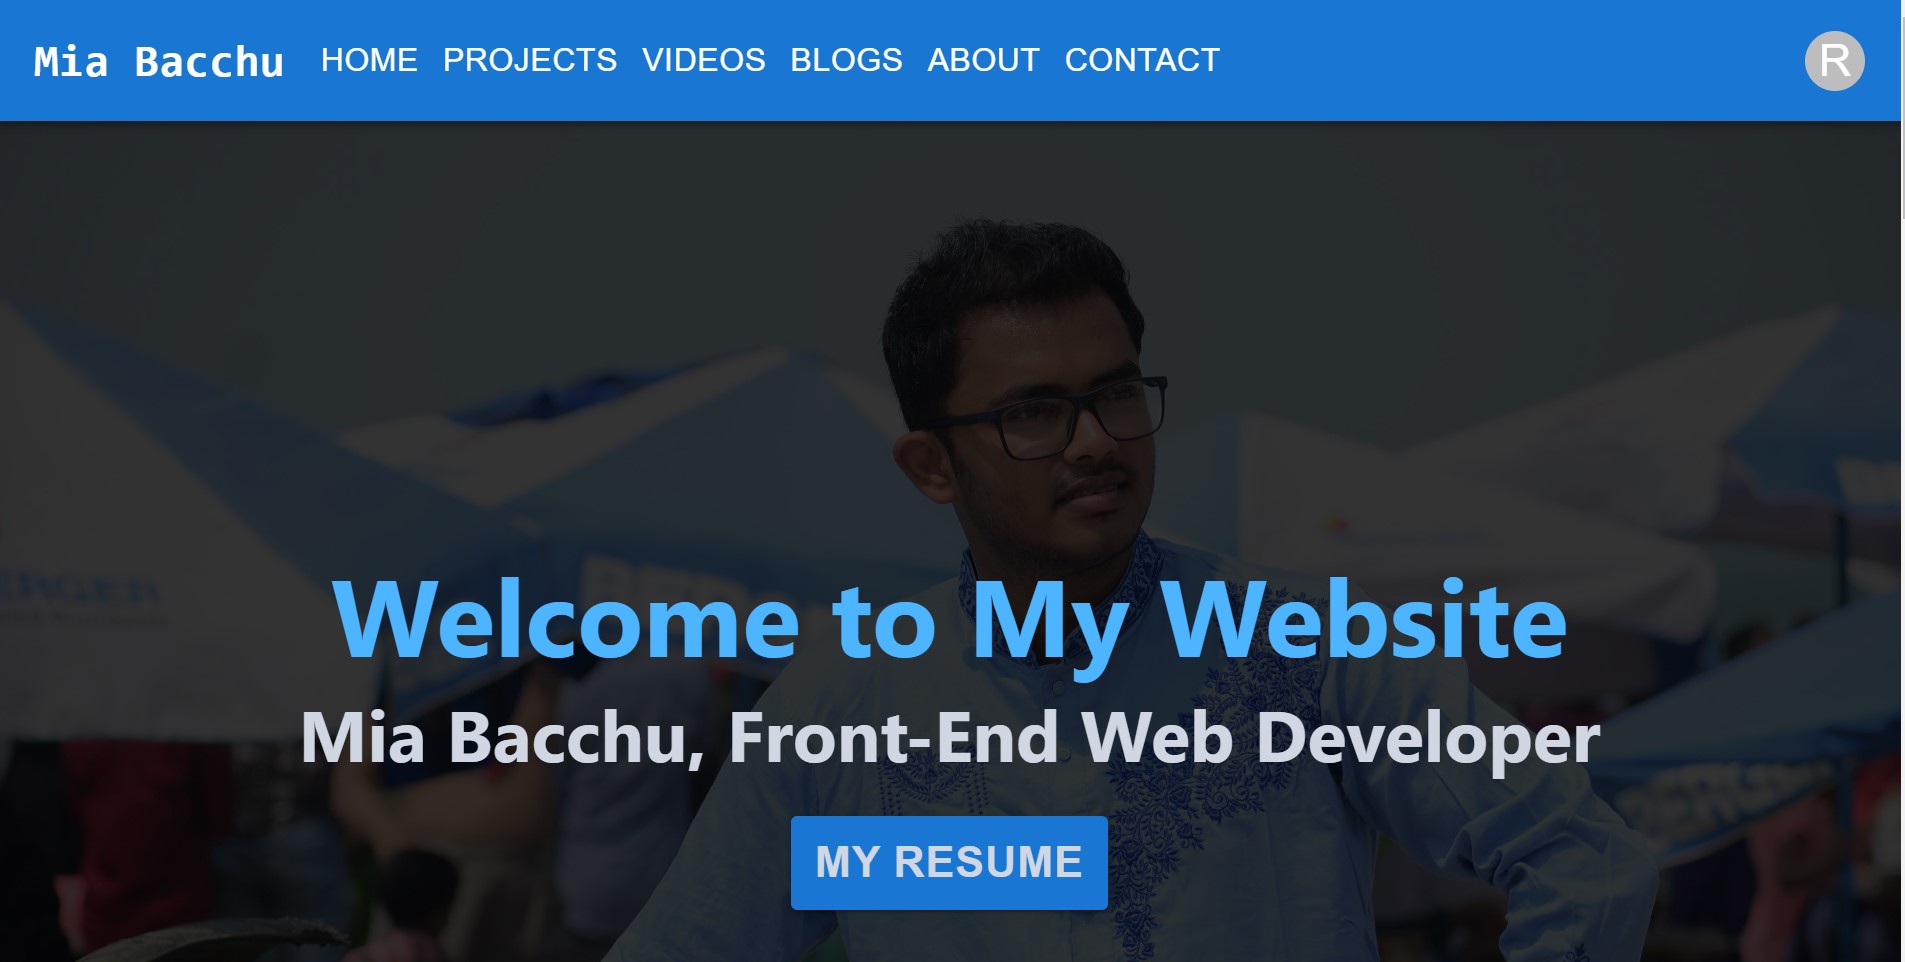 Mia Bacchu HOME PROJECTS VIDEOS BLOGS ABOUT CONTACT R
Welcome to My Website
Mia Bacchu, Front-End Web Developer
MY RESUME